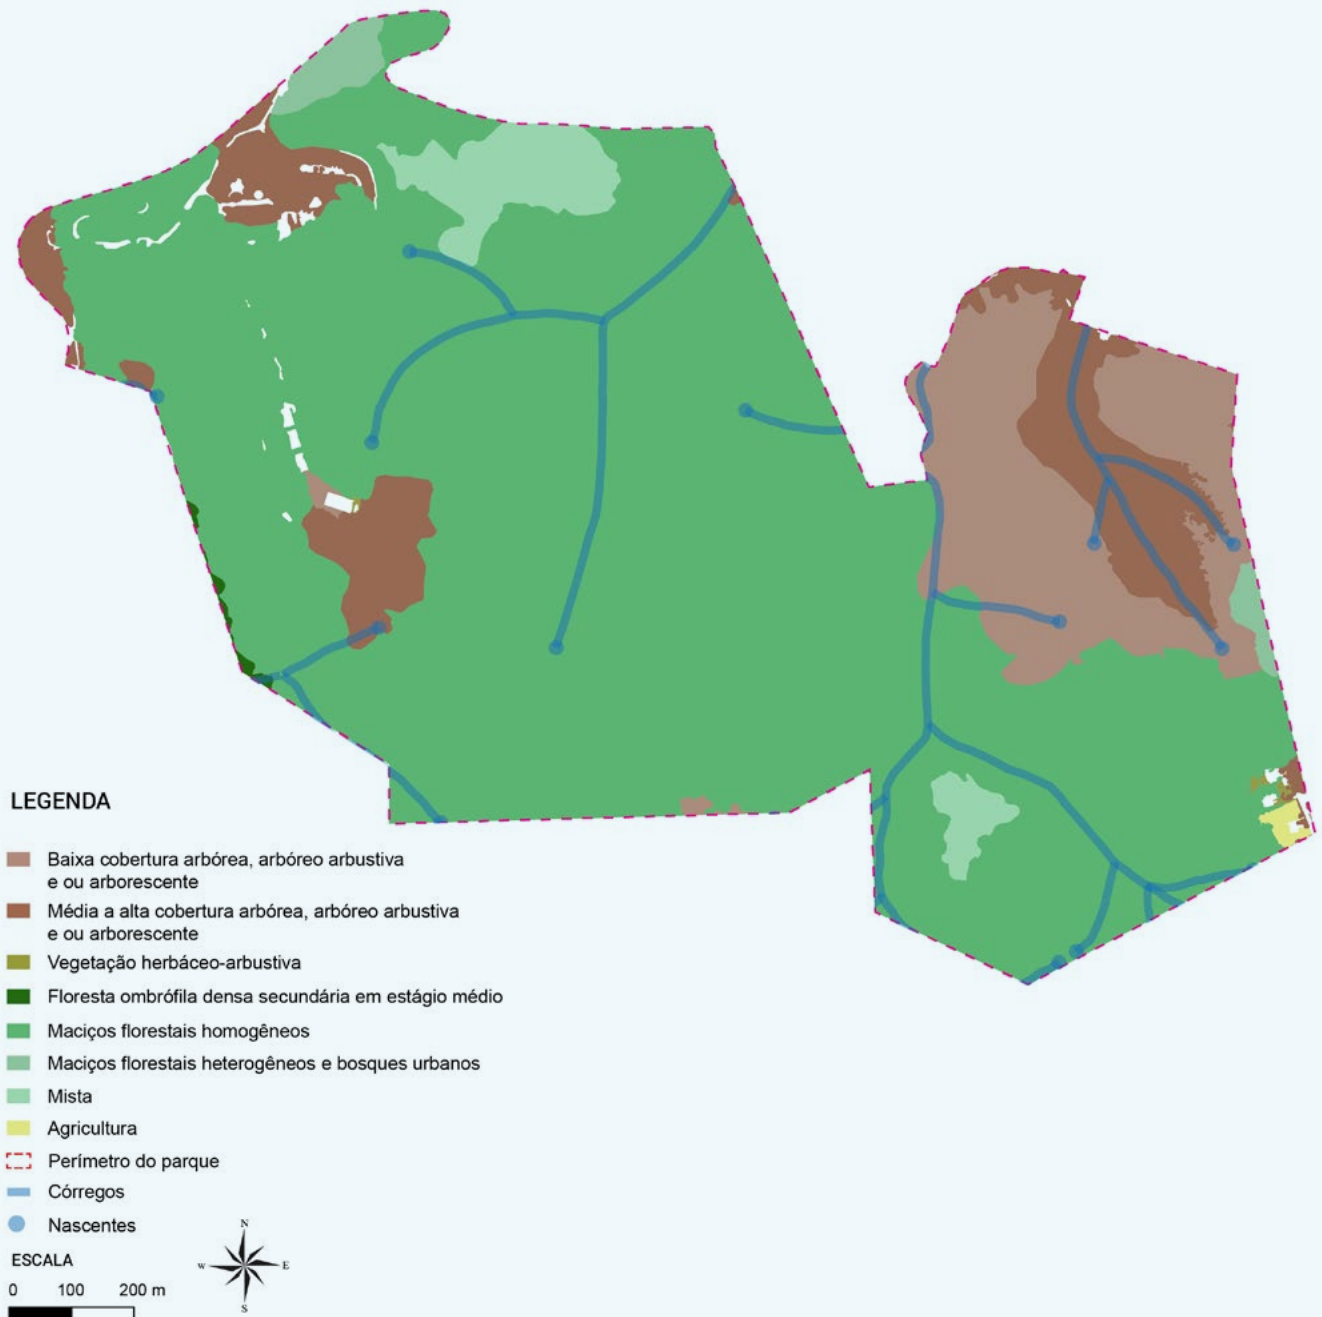 LEGENDA
Baixa cobertura arbórea, arbóreo arbustiva
e ou arborescente
Média a alta cobertura arbórea, arbóreo arbustiva
e ou arborescente
Vegetação herbáceo-arbustiva
Floresta ombrófila densa secundária em estágio médio
Maciços florestais homogêneos
Maciços florestais heterogêneos e bosques urbanos
Mista
Agricultura
Perímetro do parque
Córregos
Nascentes
ESCALA
0 100 200 m
N
W E
S